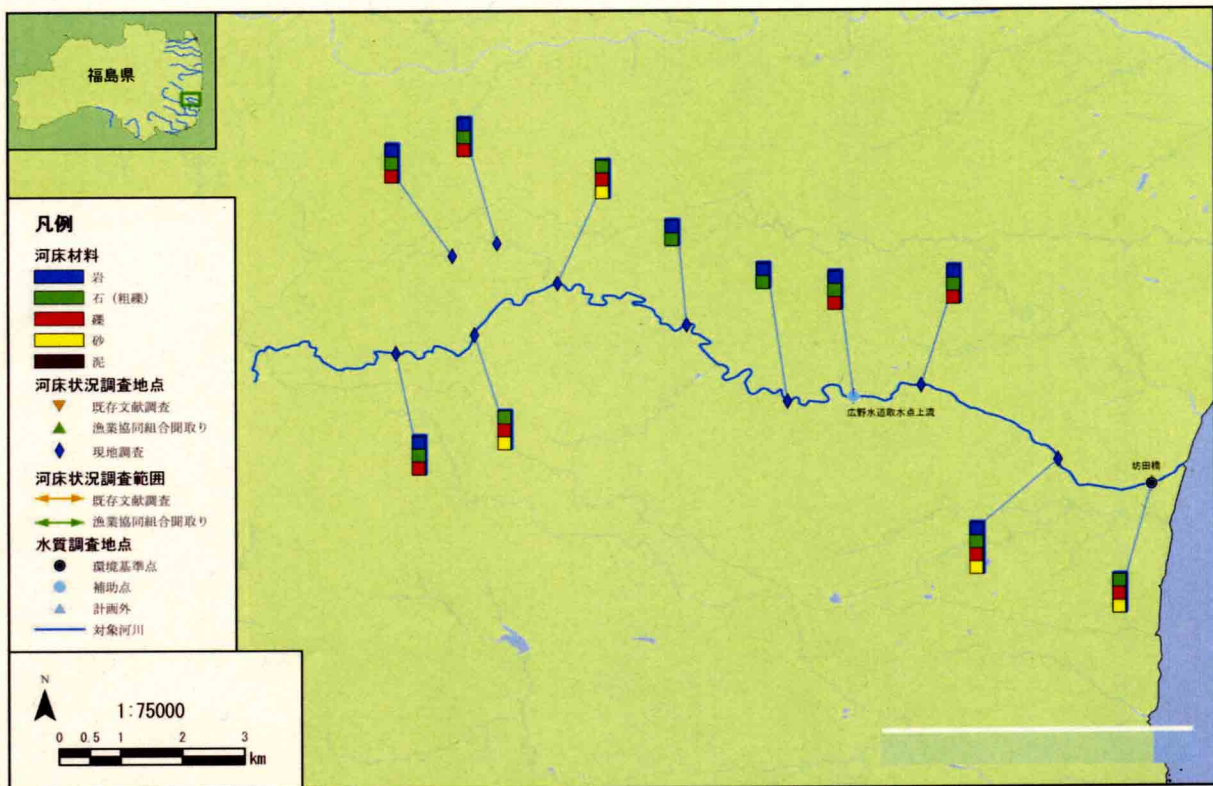 福島県
凡例
河床材料
岩
石（粗礫）
礫
砂
泥
河床状況調査地点
既存文献調査
漁業協同組合聞取り
現地調査
河床状況調査範囲
既存文献調査
漁業協同組合聞取り
水質調査地点
環境基準点
補助点
計画外
対象河川
N
1:75000
0 0.5 1 2 3
km
広野水道取水点上流
坊田橋